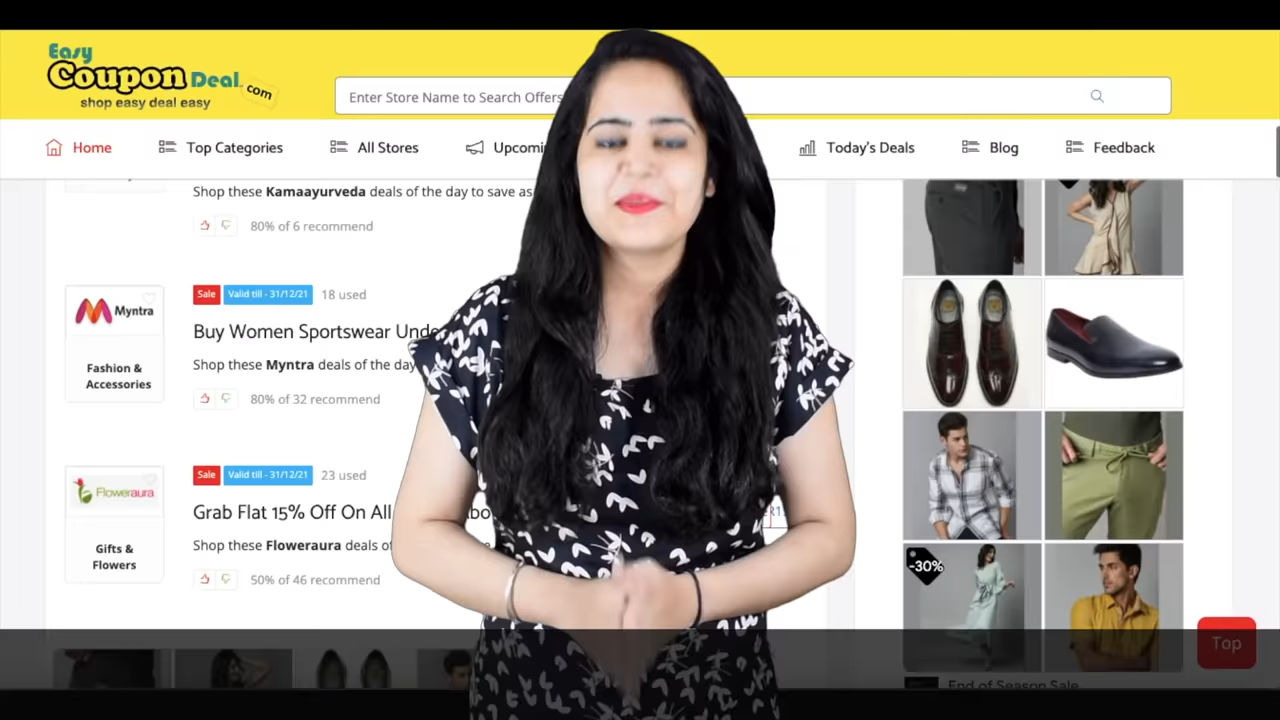 Easy
Coupon Deal.com
shop easy deal easy
Enter Store Name to Search Offers
Home
Top Categories
All Stores
Today's Deals
Blog
Feedback
Shop these Kamaayurveda deals of the day to save as
80% of 6 recommend
Myntra
Fashion &
Accessories
Sale
Valid till - 31/12/21
18 used
Buy Women Sportswear
Shop these Myntra deals of the day
80% of 32 recommend
Floweraura
Gifts &
Flowers
Sale
Valid till - 31/12/21
23 used
Grab Flat 15% Off On All
Shop these Floweraura deals
50% of 46 recommend
-30%
Top
End of Season Sale